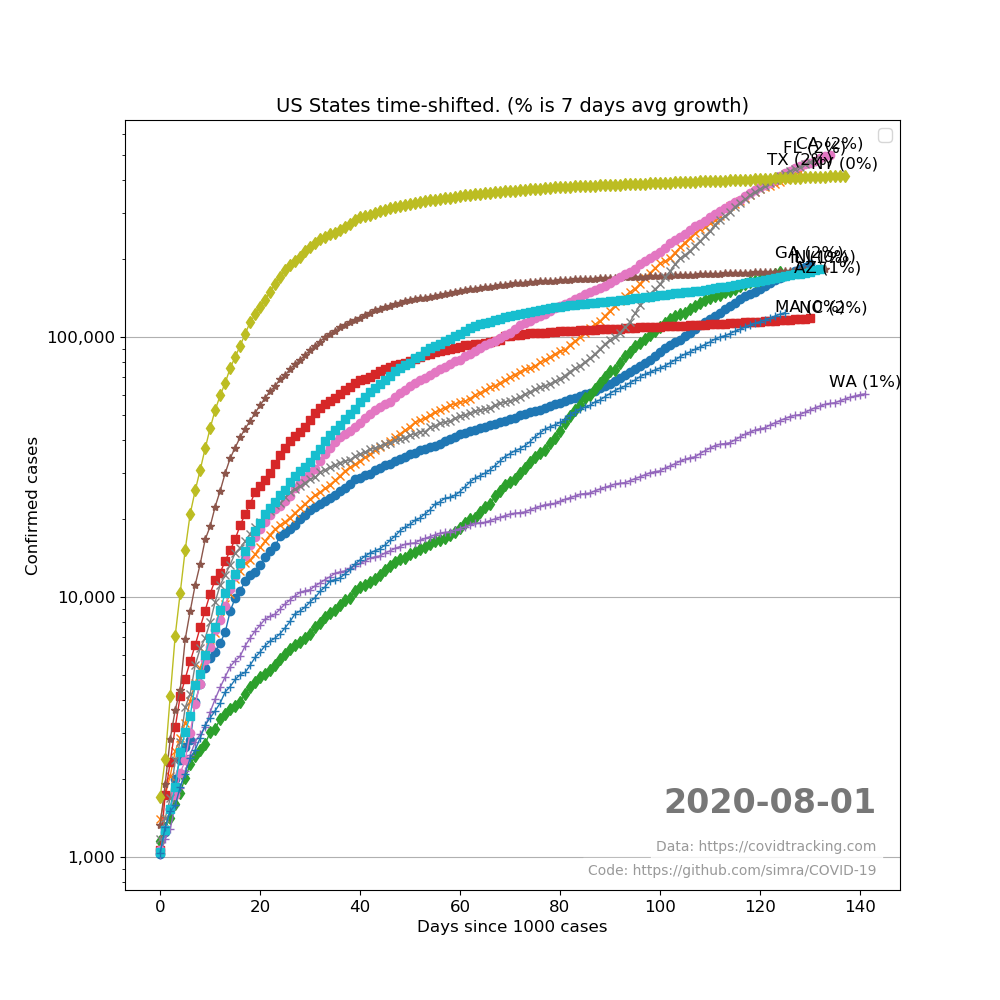 US States time-shifted. (% is 7 days avg growth)
CA (2%)
FL (2%)
TX (2%)
NY (0%)
GA (2%)
AZ (1%)
MA (0%)
NC (2%)
WA (1%)
Confirmed cases
100,000
10,000
1,000
2020-08-01
Data: https://covidtracking.com
Code: https://github.com/simra/COVID-19
0 20 40 60 80 100 120 140
Days since 1000 cases